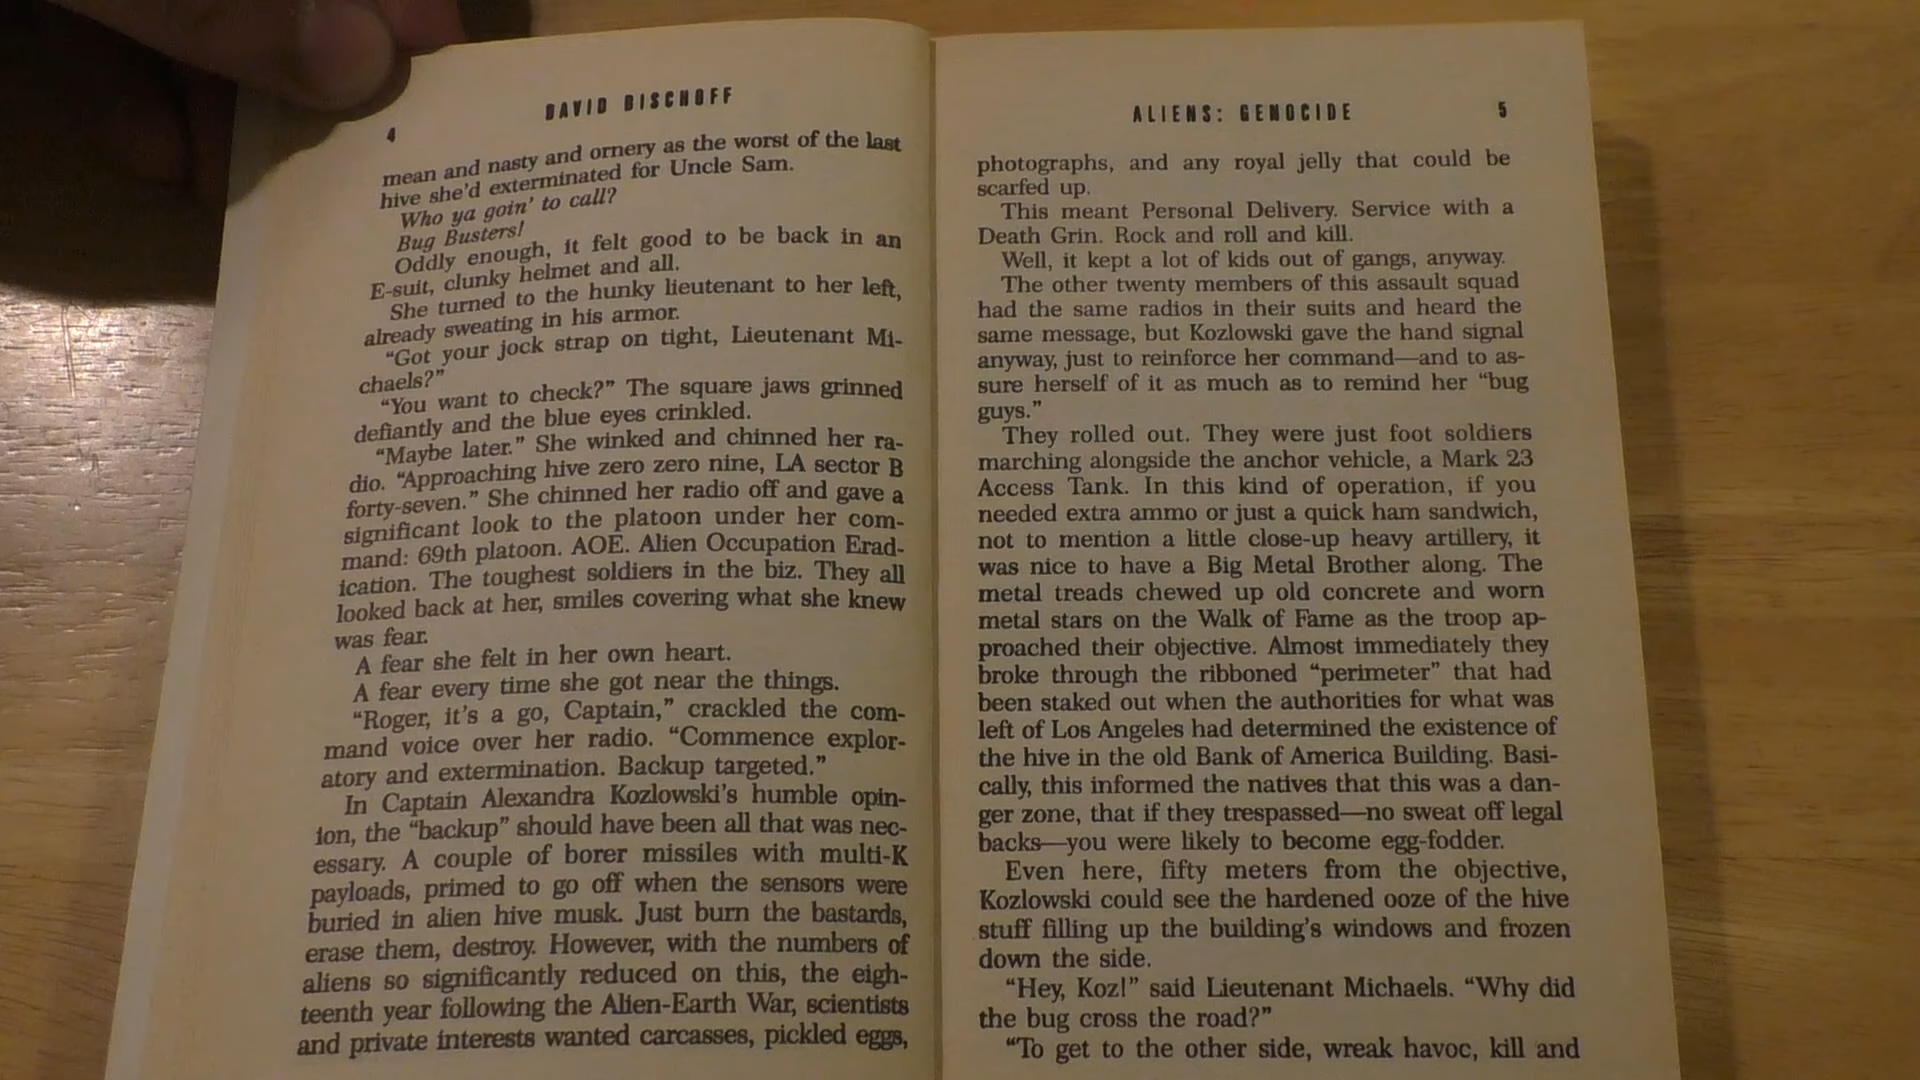 4
DAVID BISCHOFF
mean and nasty and ornery as the worst of the last
hive she'd exterminated for Uncle Sam.
Who ya goin' to call?
Bug Busters!
Oddly enough, it felt good to be back in an
E-suit, clunky helmet and all.
She turned to the hunky lieutenant to her left,
already sweating in his armor.
“Got your jock strap on tight, Lieutenant Mi-
chaels?”
“You want to check?” The square jaws grinned
defiantly and the blue eyes crinkled.
“Maybe later.” She winked and chinned her ra-
dio. “Approaching hive zero zero nine, LA sector B
forty-seven.” She chinned her radio off and gave a
significant look to the platoon under her com-
mand: 69th platoon. AOE. Alien Occupation Erad-
ication. The toughest soldiers in the biz. They all
looked back at her, smiles covering what she knew
was fear.
A fear she felt in her own heart.
A fear every time she got near the things.
“Roger, it's a go, Captain,” crackled the com-
mand voice over her radio. “Commence explor-
atory and extermination. Backup targeted.”
In Captain Alexandra Kozlowski's humble opin-
ion, the “backup” should have been all that was nec-
essary. A couple of borer missiles with multi-K
payloads, primed to go off when the sensors were
buried in alien hive musk. Just burn the bastards,
erase them, destroy. However, with the numbers of
aliens so significantly reduced on this, the eigh-
teenth year following the Alien-Earth War, scientists
and private interests wanted carcasses, pickled eggs,
ALIENS: GENOCIDE
5
photographs, and any royal jelly that could be
scarfed up.
This meant Personal Delivery. Service with a
Death Grin. Rock and roll and kill.
Well, it kept a lot of kids out of gangs, anyway.
The other twenty members of this assault squad
had the same radios in their suits and heard the
same message, but Kozlowski gave the hand signal
anyway, just to reinforce her command—and to as-
sure herself of it as much as to remind her “bug
guys.”
They rolled out. They were just foot soldiers
marching alongside the anchor vehicle, a Mark 23
Access Tank. In this kind of operation, if you
needed extra ammo or just a quick ham sandwich,
not to mention a little close-up heavy artillery, it
was nice to have a Big Metal Brother along. The
metal treads chewed up old concrete and worn
metal stars on the Walk of Fame as the troop ap-
proached their objective. Almost immediately they
broke through the ribboned “perimeter” that had
been staked out when the authorities for what was
left of Los Angeles had determined the existence of
the hive in the old Bank of America Building. Basi-
cally, this informed the natives that this was a dan-
ger zone, that if they trespassed—no sweat off legal
backs—you were likely to become egg-fodder.
Even here, fifty meters from the objective,
Kozlowski could see the hardened ooze of the hive
stuff filling up the building's windows and frozen
down the side.
“Hey, Koz!” said Lieutenant Michaels. “Why did
the bug cross the road?”
“To get to the other side, wreak havoc, kill and